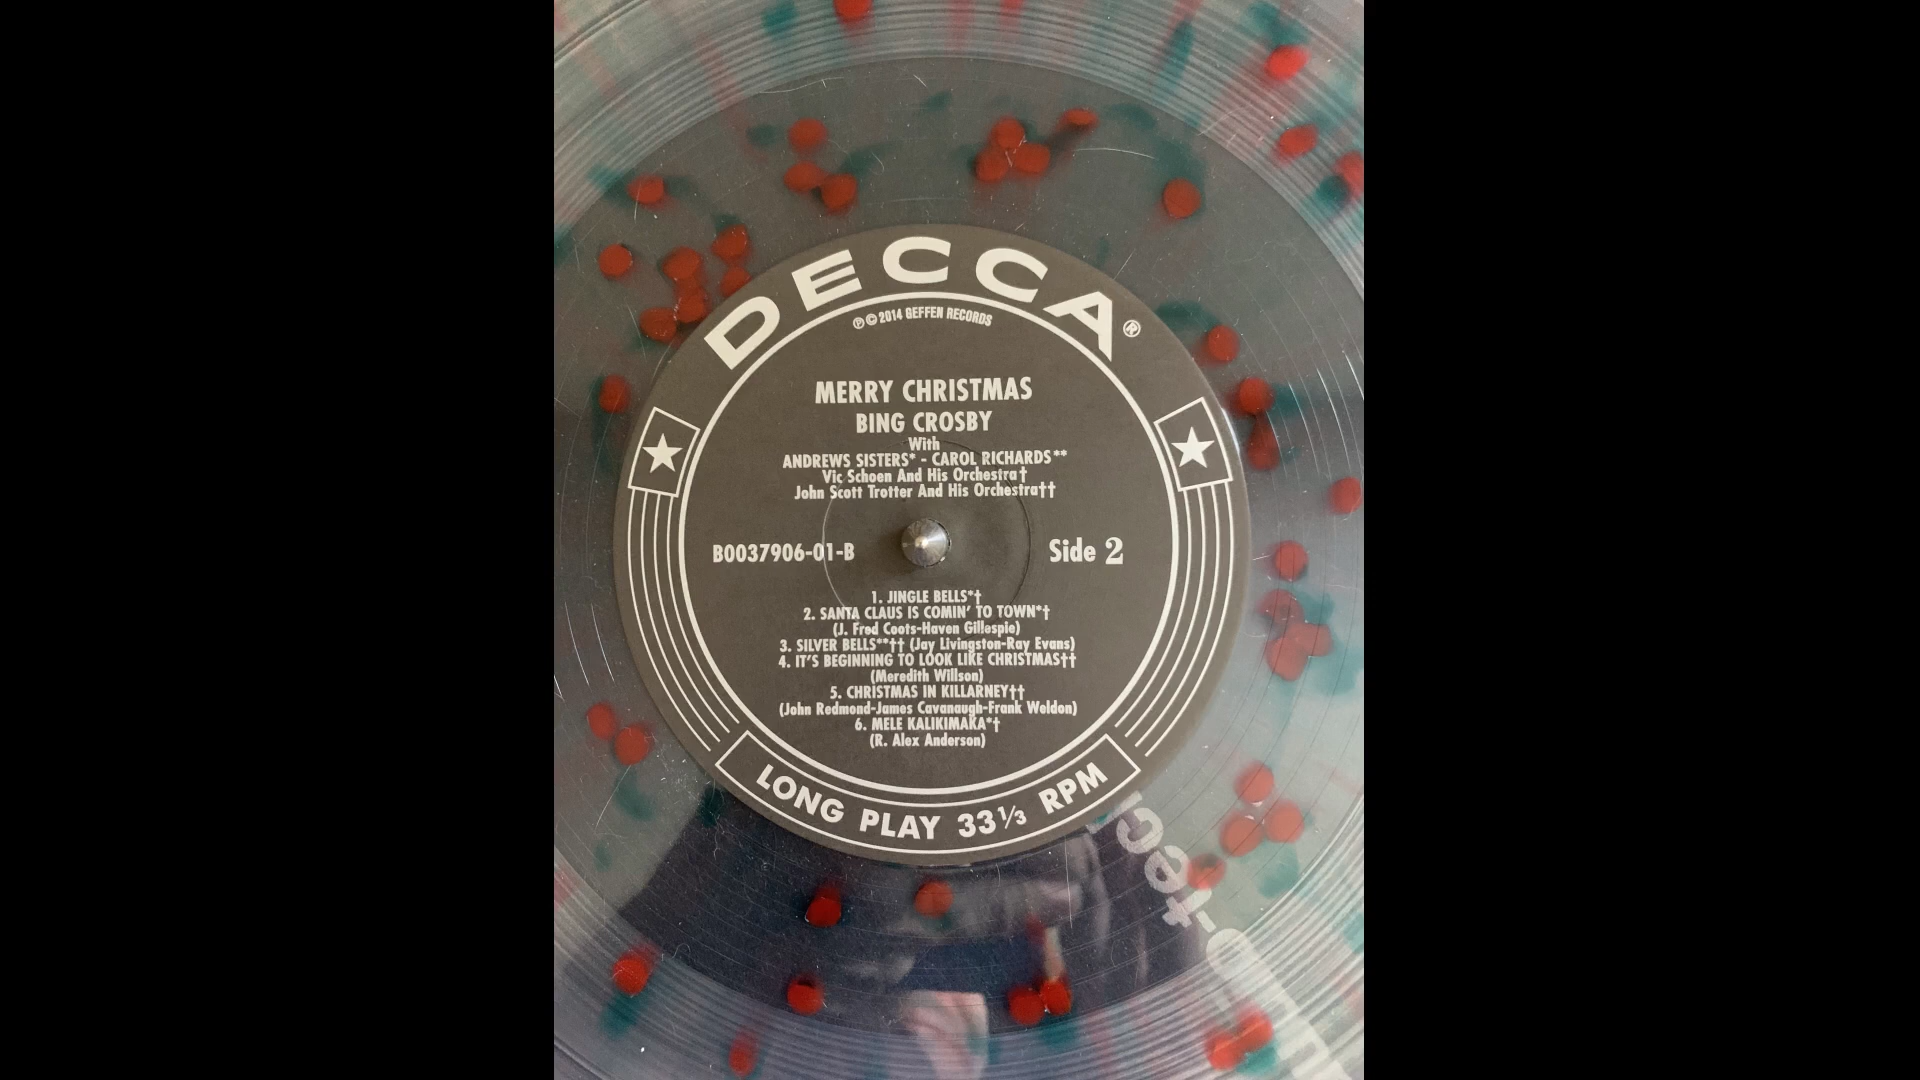 DECCA®
℗©2014 GEFFEN RECORDS
MERRY CHRISTMAS
BING CROSBY
With
ANDREWS SISTERS* - CAROL RICHARDS**
Vic Schoen And His Orchestra†
John Scott Trotter And His Orchestra††
B0037906-01-B
Side 2
1. JINGLE BELLS*†
2. SANTA CLAUS IS COMIN' TO TOWN*†
(J. Fred Coots-Haven Gillespie)
3. SILVER BELLS**†† (Jay Livingston-Ray Evans)
4. IT'S BEGINNING TO LOOK LIKE CHRISTMAS††
(Meredith Willson)
5. CHRISTMAS IN KILLARNEY††
(John Redmond-James Cavanaugh-Frank Weldon)
6. MELE KALIKIMAKA*†
(R. Alex Anderson)
LONG PLAY 33⅓ RPM